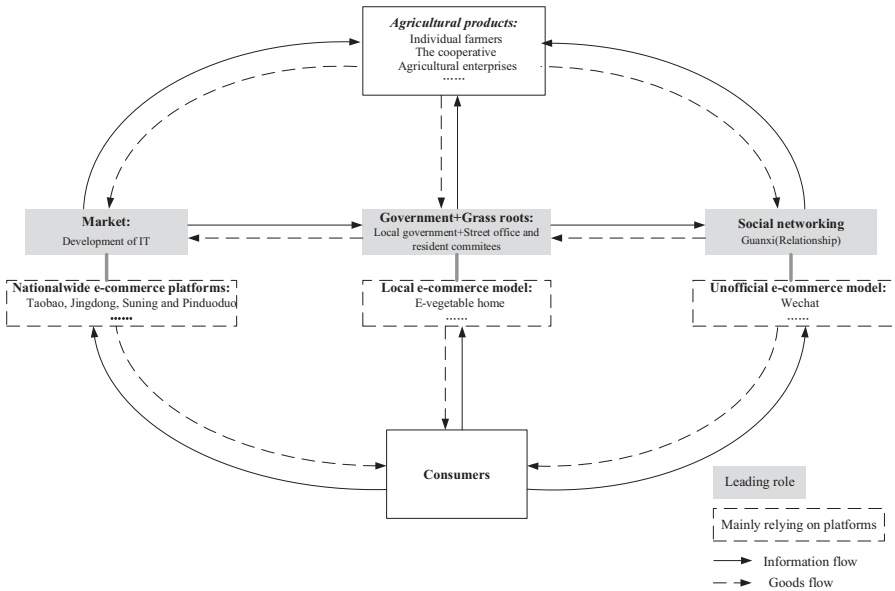 Agricultural products:
Individual farmers
The cooperative
Agricultural enterprises
......
Market:
Development of IT
Government+Grass roots:
Local government+Street office and
resident commitees
Social networking
Guanxi(Relationship)
Nationalwide e-commerce platforms:
Taobao, Jingdong, Suning and Pinduoduo
......
Local e-commerce model:
E-vegetable home
......
Unofficial e-commerce model:
Wechat
......
Consumers
Leading role
Mainly relying on platforms
Information flow
Goods flow